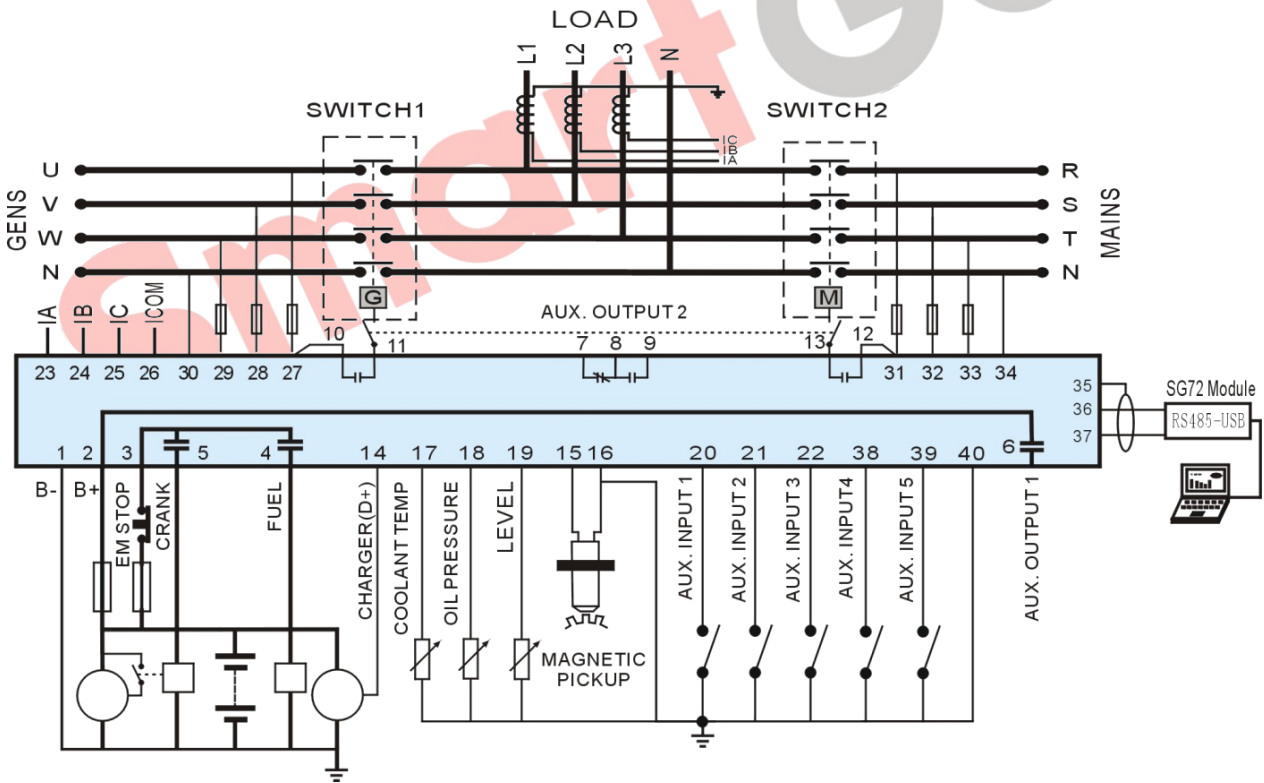 LOAD
L1 L2 L3 N
SWITCH1 SWITCH2
IC
IB
IA
GENS
U
V
W
N
R
S
T
N
MAINS
G
M
AUX. OUTPUT 2
IA IB IC ICOM
10 11 7 8 9 13 12
23 24 25 26 30 29 28 27 31 32 33 34
35
36
37
SG72 Module
RS485-USB
1 2 3 5 4 14 17 18 19 15 16 20 21 22 38 39 40 6
B- B+
EM STOP
CRANK
FUEL
CHARGER(D+)
COOLANT TEMP
OIL PRESSURE
LEVEL
MAGNETIC
PICKUP
AUX. INPUT 1
AUX. INPUT 2
AUX. INPUT 3
AUX. INPUT4
AUX. INPUT 5
AUX. OUTPUT 1